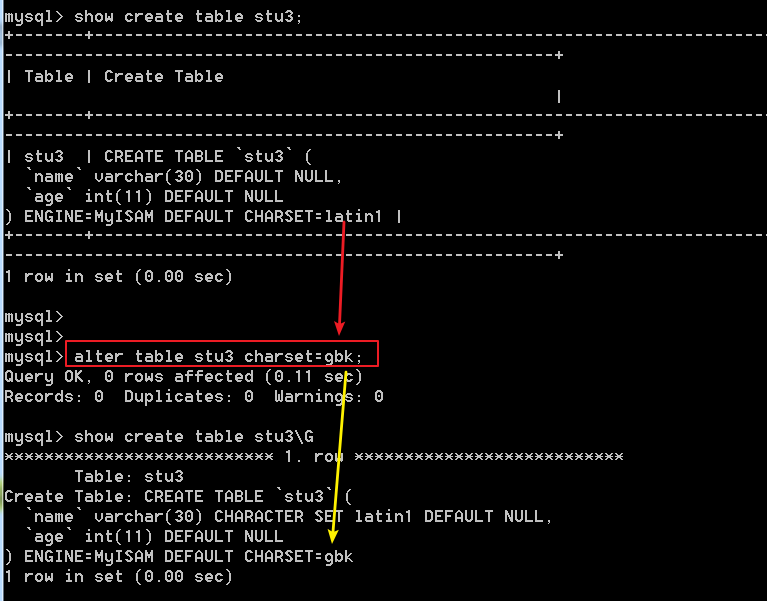 mysql> show create table stu3;
+-------+-----------------------------------------------------------------------
--------------------------------------------------------+
| Table | Create Table
|
+-------+-----------------------------------------------------------------------
--------------------------------------------------------+
| stu3  | CREATE TABLE `stu3` (
  `name` varchar(30) DEFAULT NULL,
  `age` int(11) DEFAULT NULL
) ENGINE=MyISAM DEFAULT CHARSET=latin1 |
+-------+-----------------------------------------------------------------------
--------------------------------------------------------+
1 row in set (0.00 sec)
mysql>
mysql>
mysql> alter table stu3 charset=gbk;
Query OK, 0 rows affected (0.11 sec)
Records: 0  Duplicates: 0  Warnings: 0
mysql> show create table stu3\G
*************************** 1. row ***************************
       Table: stu3
Create Table: CREATE TABLE `stu3` (
  `name` varchar(30) CHARACTER SET latin1 DEFAULT NULL,
  `age` int(11) DEFAULT NULL
) ENGINE=MyISAM DEFAULT CHARSET=gbk
1 row in set (0.00 sec)